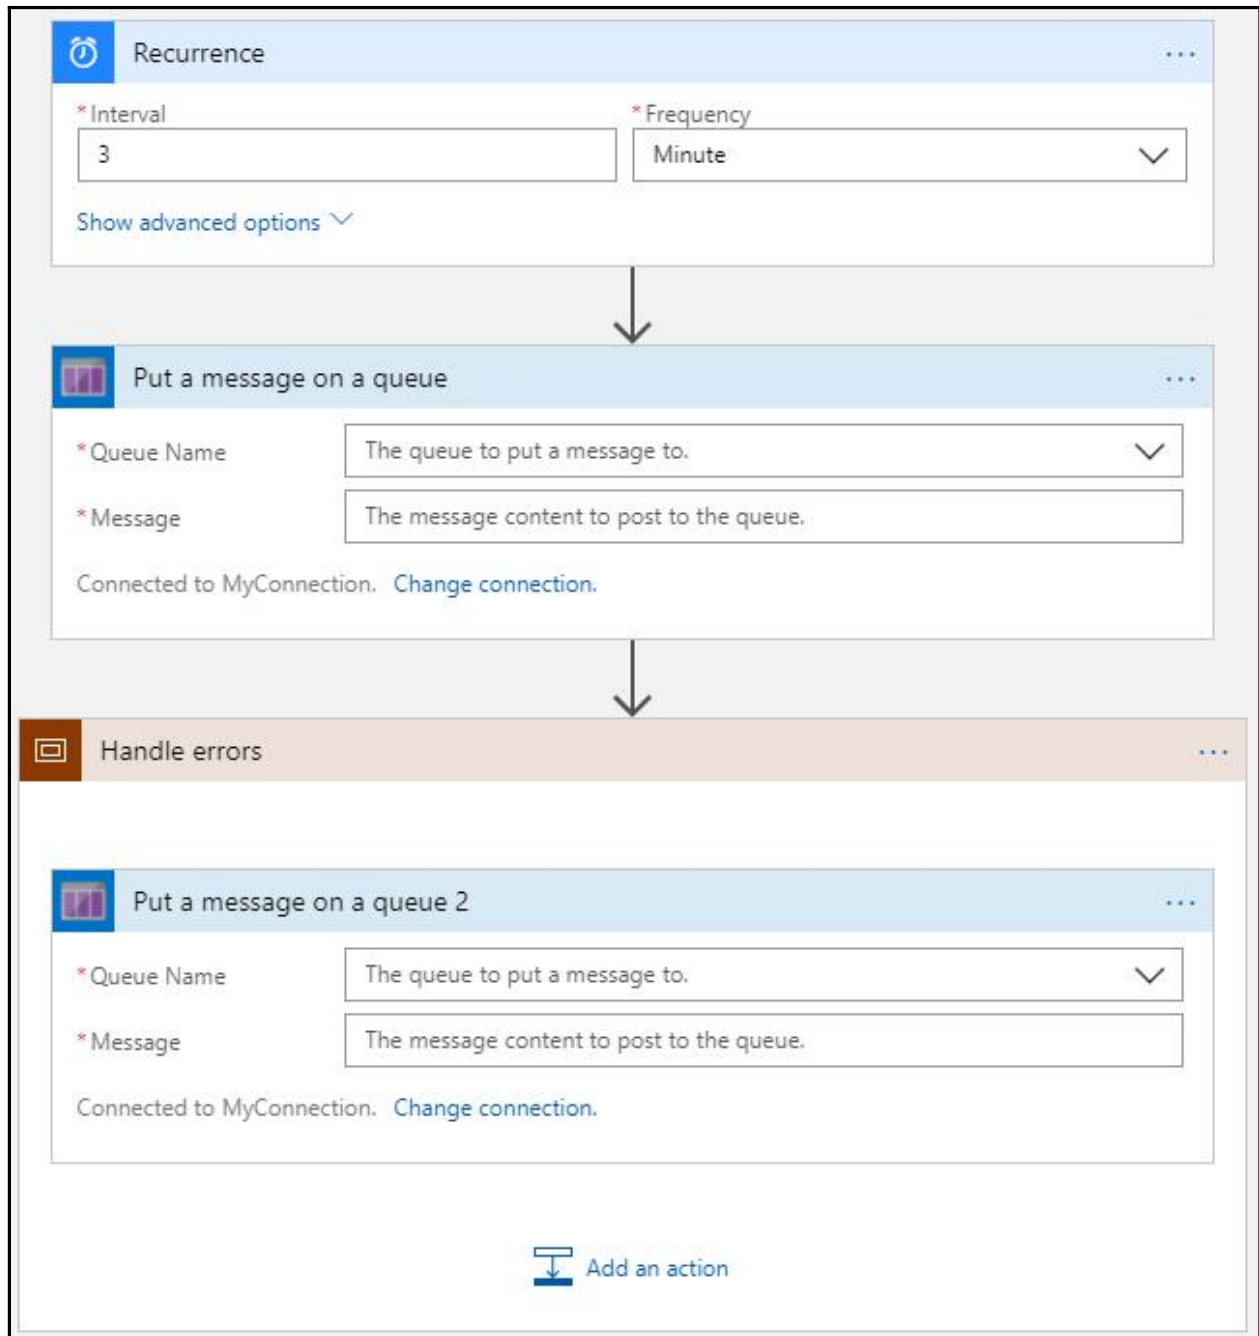 Recurrence
* Interval
* Frequency
3
Minute
Show advanced options
Put a message on a queue
* Queue Name
The queue to put a message to.
* Message
The message content to post to the queue.
Connected to MyConnection. Change connection.
Handle errors
Put a message on a queue 2
* Queue Name
The queue to put a message to.
* Message
The message content to post to the queue.
Connected to MyConnection. Change connection.
Add an action